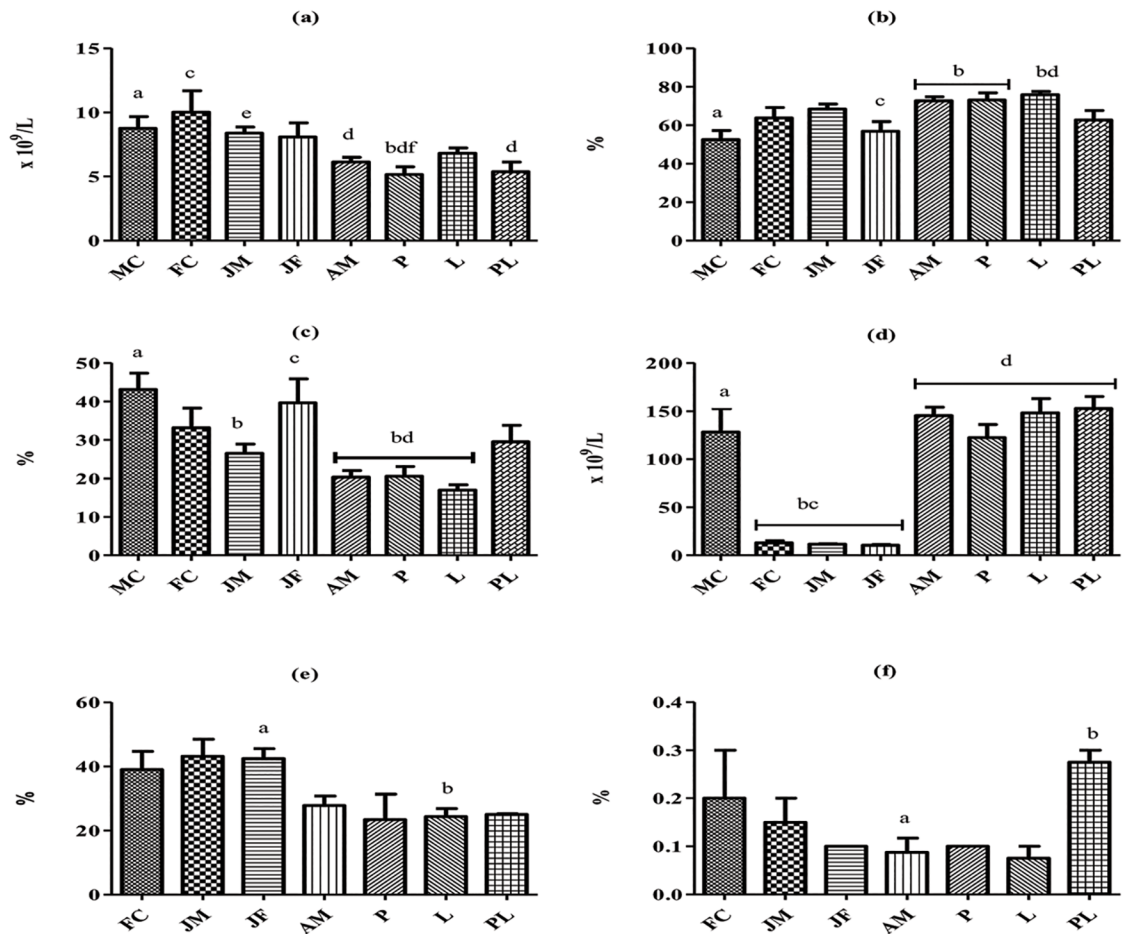 (a)
15
10
5
0
x 10⁹/L
a
c
e
d
bdf
d
MC FC JM JF AM P L PL
(b)
100
80
60
40
20
0
%
a
c
b
bd
MC FC JM JF AM P L PL
(c)
50
40
30
20
10
0
%
a
b
c
bd
MC FC JM JF AM P L PL
(d)
200
150
100
50
0
x 10⁹/L
a
bc
d
MC FC JM JF AM P L PL
(e)
60
40
20
0
%
a
b
FC JM JF AM P L PL
(f)
0.4
0.3
0.2
0.1
0.0
%
a
b
FC JM JF AM P L PL